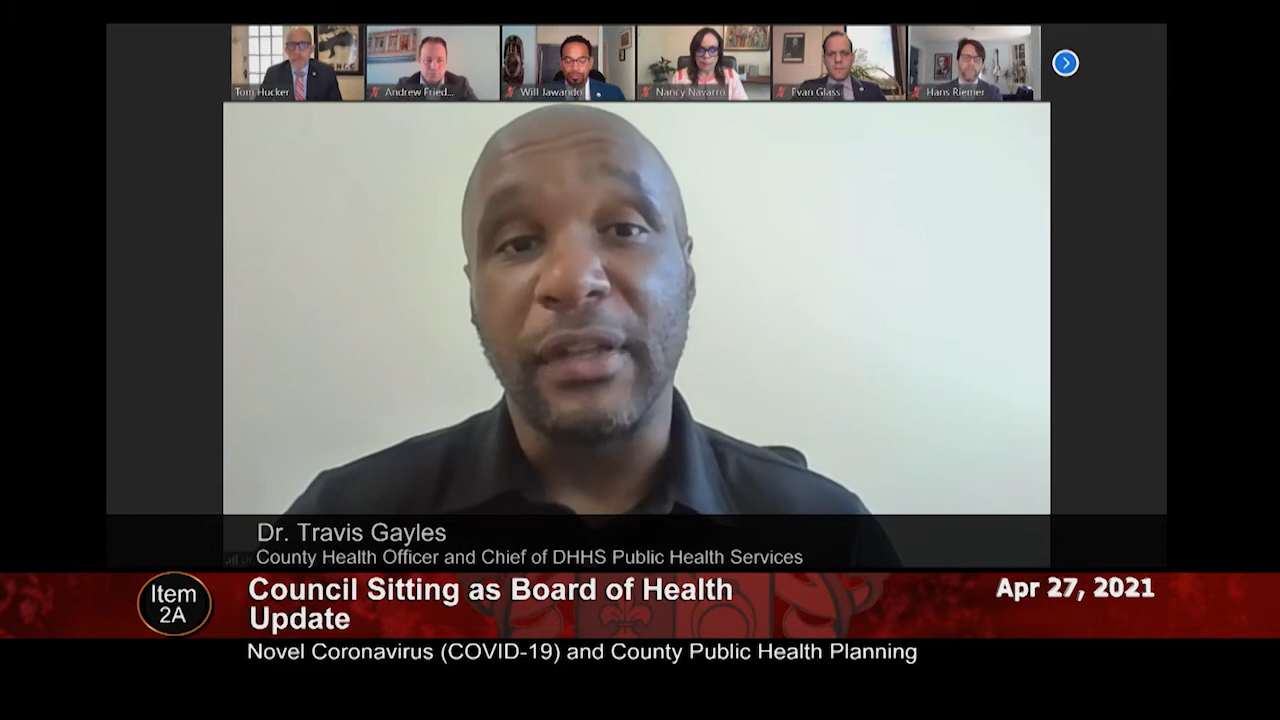 Tom Hucker
Andrew Fried...
Will Jawando
Nancy Navarro
Evan Glass
Hans Riemer
Dr. Travis Gayles
County Health Officer and Chief of DHHS Public Health Services
Item
2A
Council Sitting as Board of Health
Update
Apr 27, 2021
Novel Coronavirus (COVID-19) and County Public Health Planning